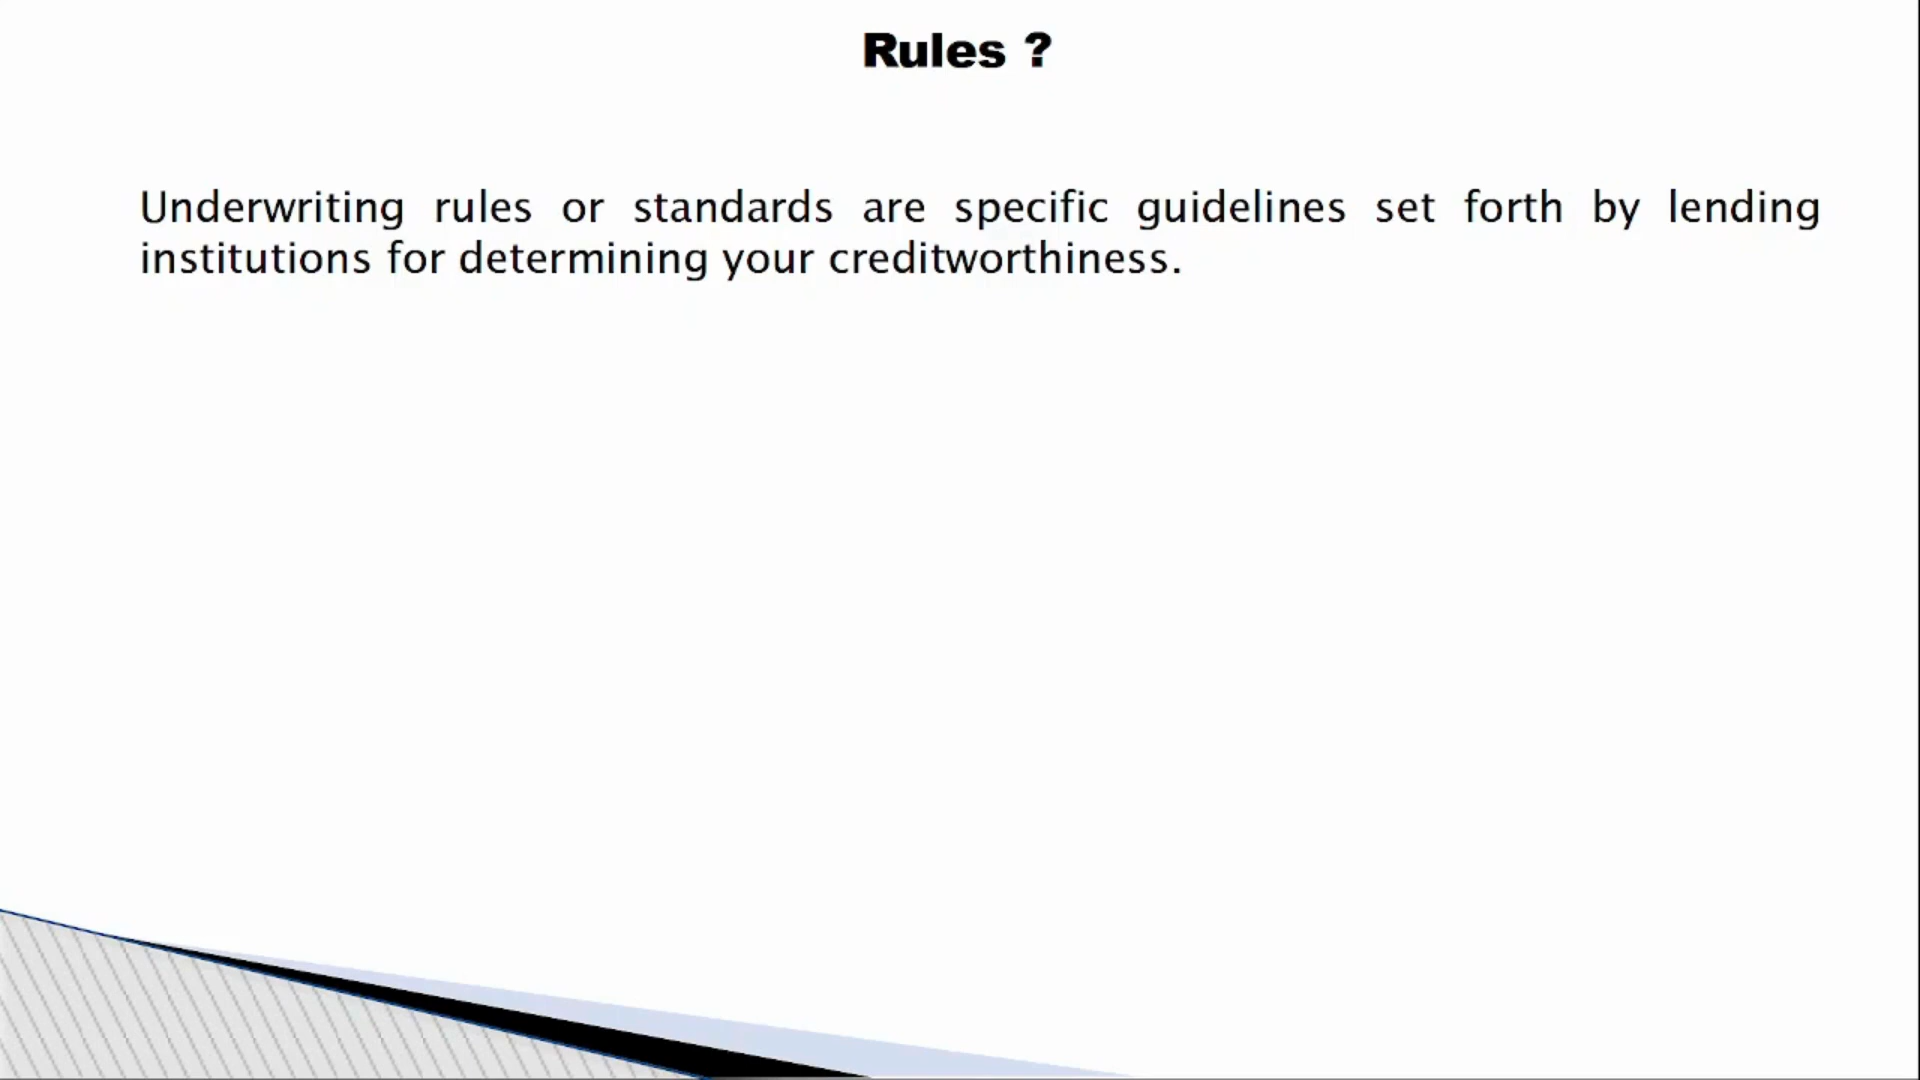 Rules ?
Underwriting rules or standards are specific guidelines set forth by lending
institutions for determining your creditworthiness.